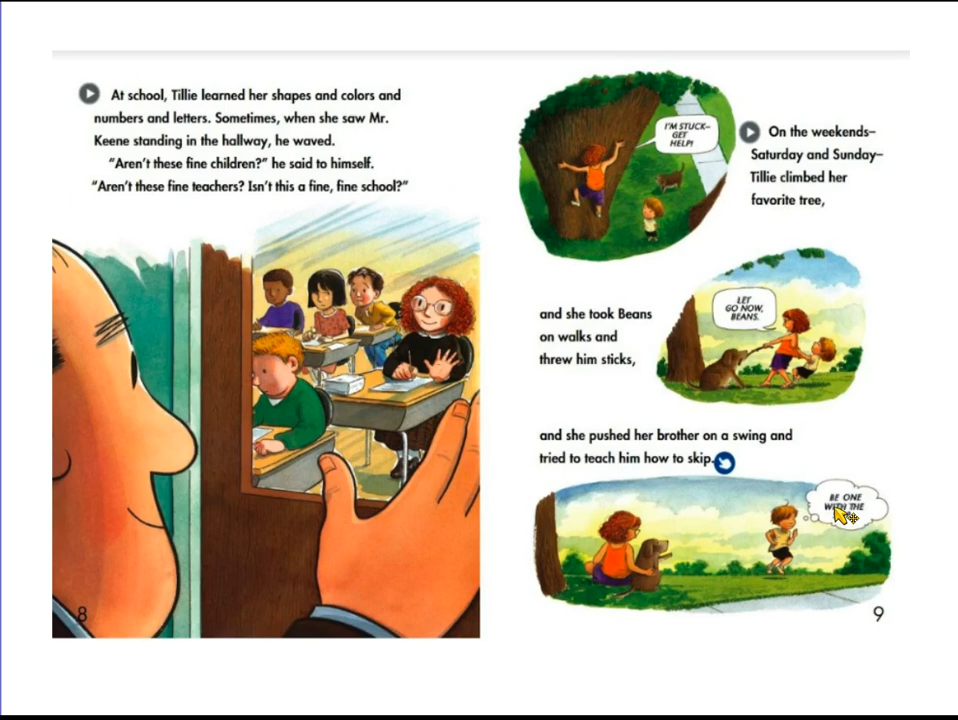 At school, Tillie learned her shapes and colors and
numbers and letters. Sometimes, when she saw Mr.
Keene standing in the hallway, he waved.
“Aren’t these fine children?” he said to himself.
“Aren’t these fine teachers? Isn’t this a fine, fine school?”
8
I’M STUCK–
GET
HELP!
On the weekends–
Saturday and Sunday–
Tillie climbed her
favorite tree,
LET
GO NOW,
BEANS.
and she took Beans
on walks and
threw him sticks,
and she pushed her brother on a swing and
tried to teach him how to skip.
BE ONE
WITH THE
9